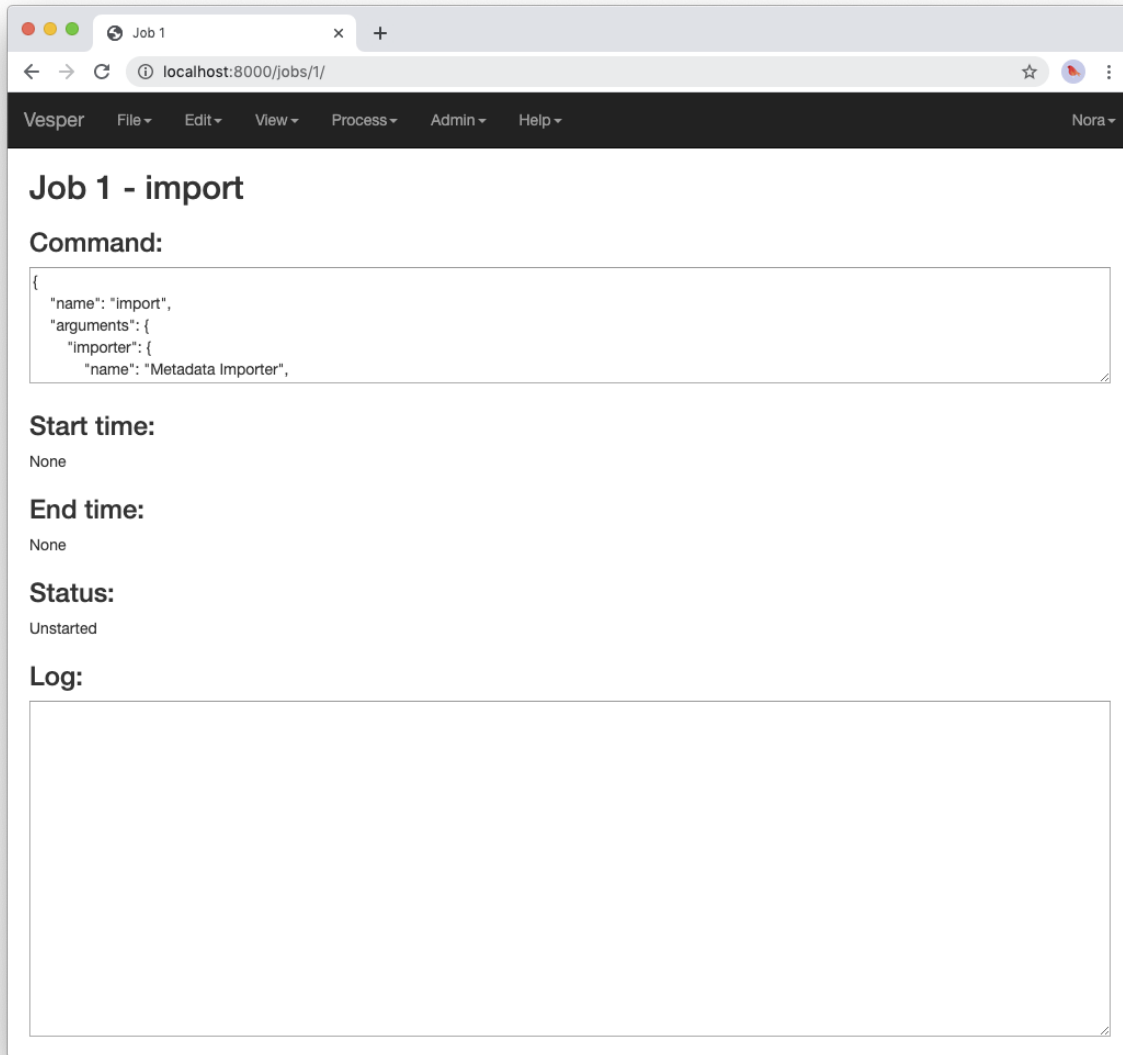 Job 1
localhost:8000/jobs/1/
Vesper File Edit View Process Admin Help Nora
Job 1 - import
Command:
{
    "name": "import",
    "arguments": {
        "importer": {
            "name": "Metadata Importer",
Start time:
None
End time:
None
Status:
Unstarted
Log: